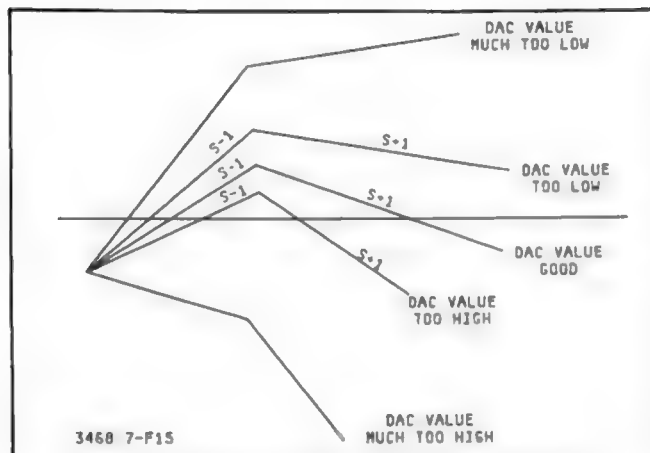 DAC VALUE
MUCH TOO LOW
S-1
S+1
S-1
DAC VALUE
TOO LOW
S-1
S+1
DAC VALUE
GOOD
S+1
DAC VALUE
TOO HIGH
DAC VALUE
MUCH TOO HIGH
3468 7-F15